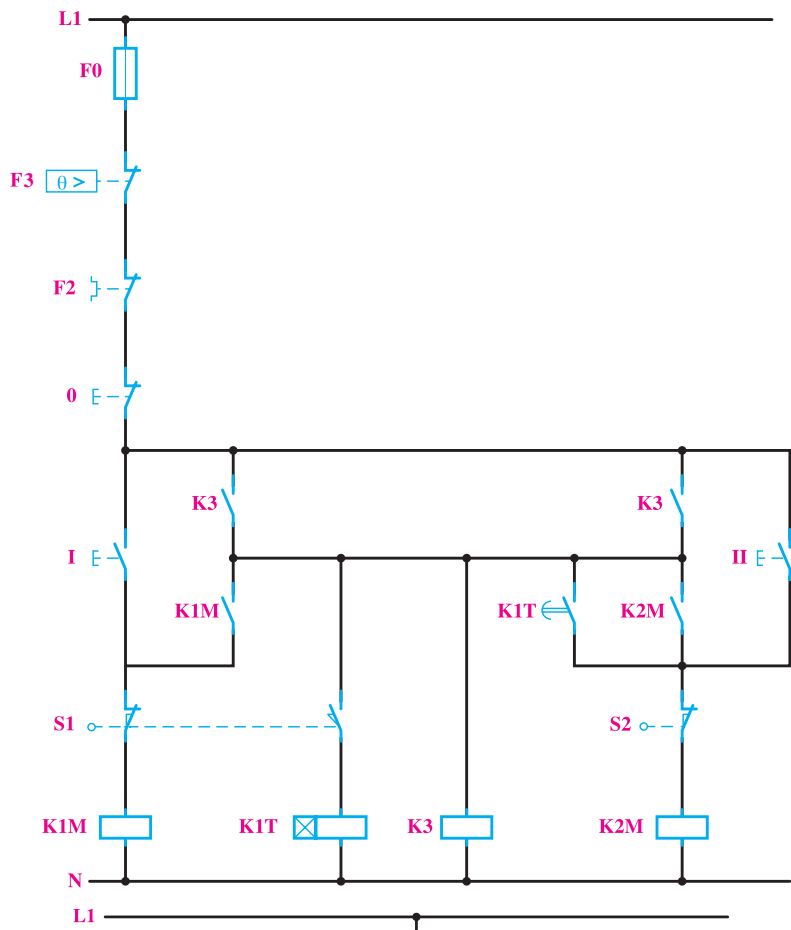 L1
F0
F3 θ >
F2
0
K3 K3
I II
K1M K1T K2M
S1 S2
K1M K1T K3 K2M
N
L1